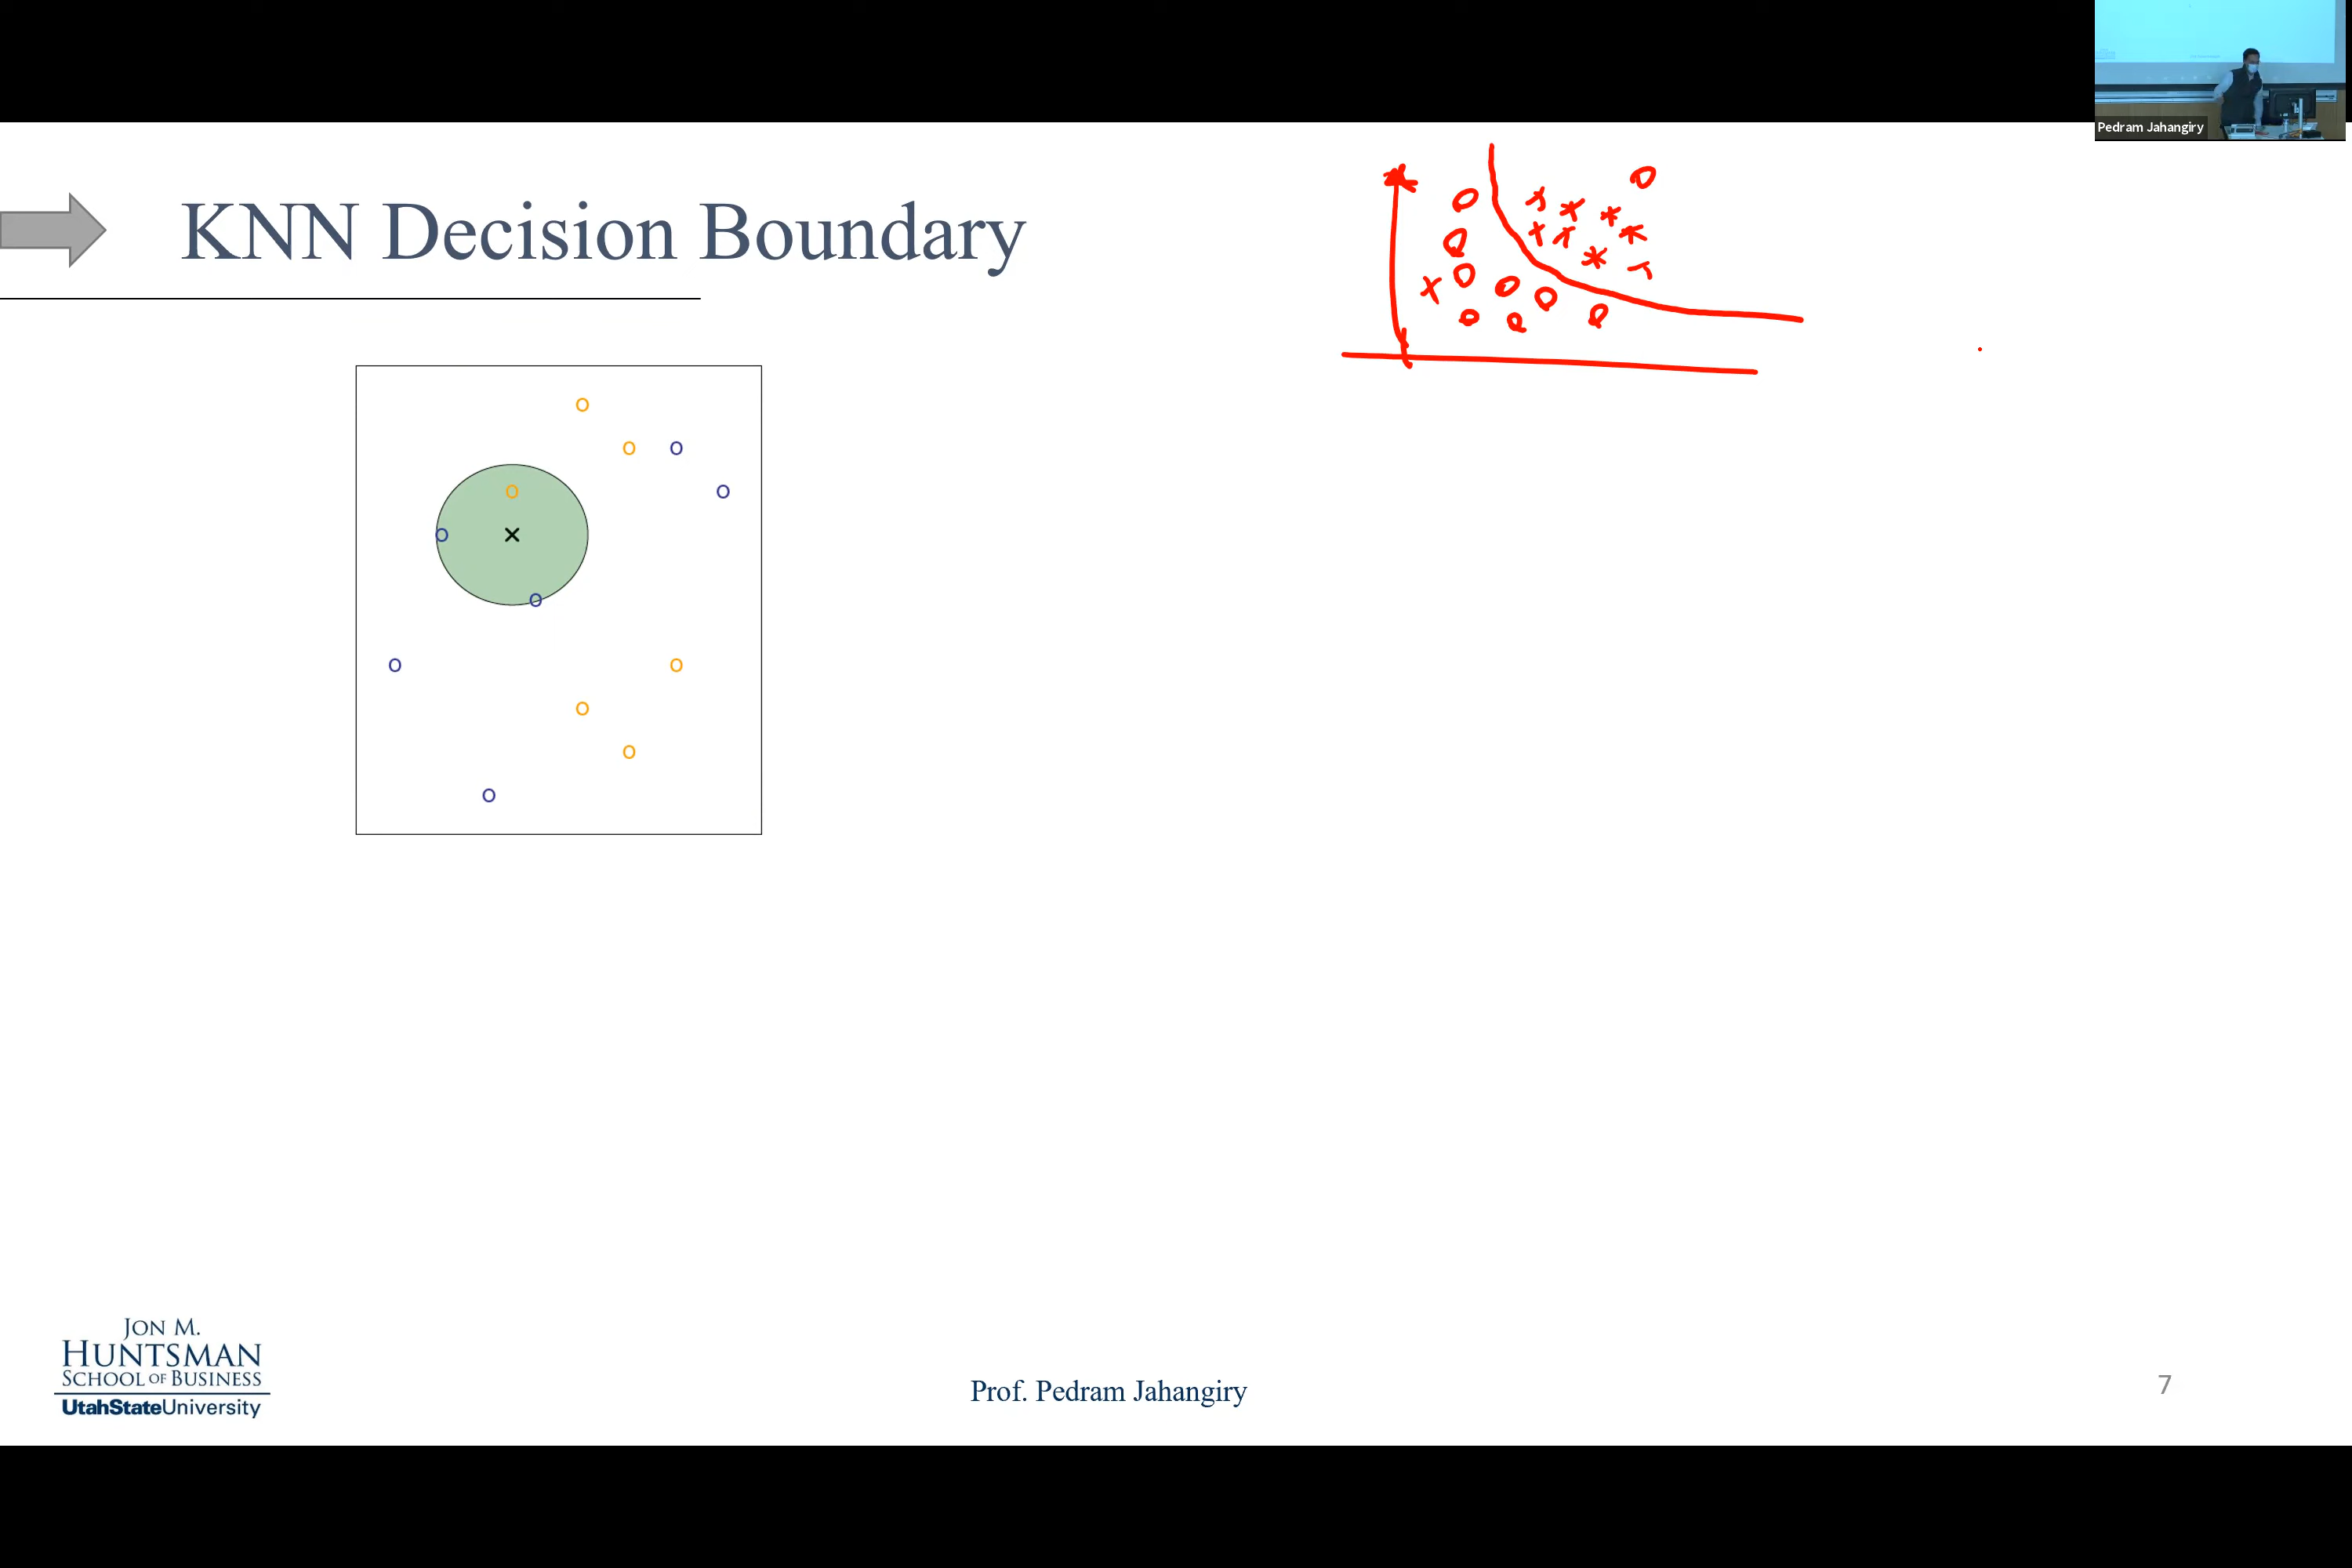 Pedram Jahangiry
KNN Decision Boundary
JON M.
HUNTSMAN
SCHOOL OF BUSINESS
UtahStateUniversity
Prof. Pedram Jahangiry
7